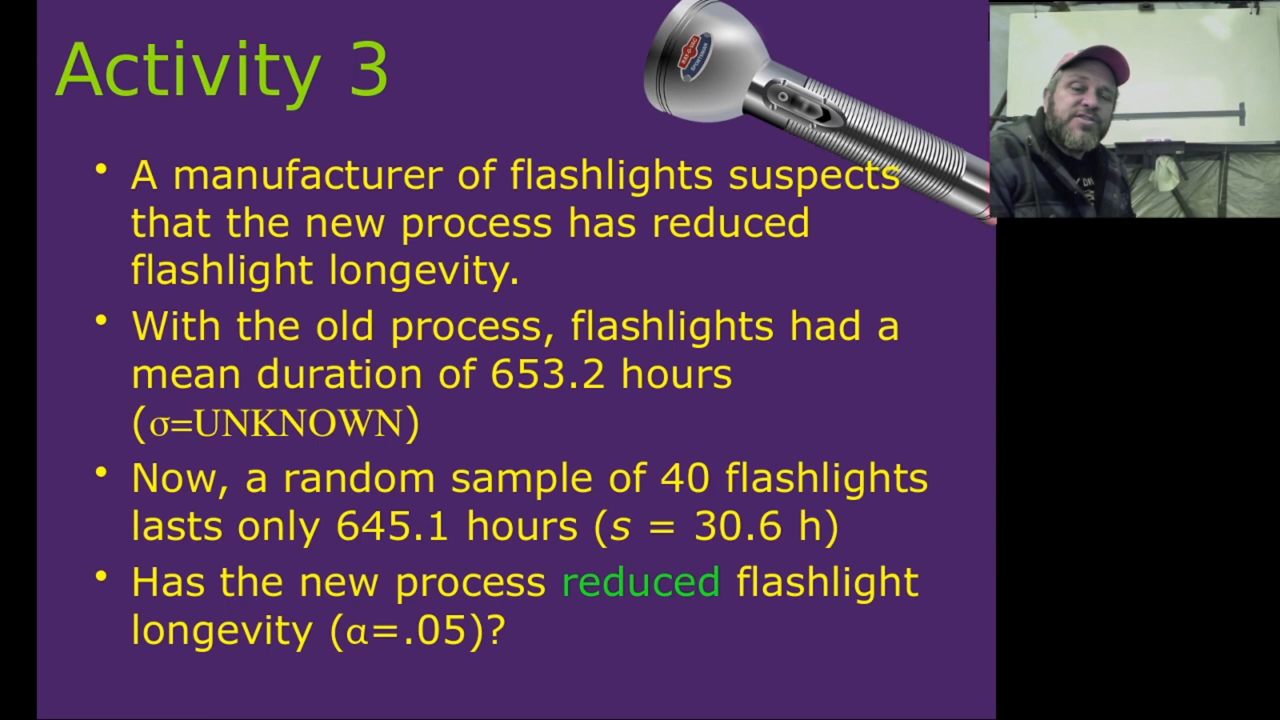 Activity 3
• A manufacturer of flashlights suspects
that the new process has reduced
flashlight longevity.
• With the old process, flashlights had a
mean duration of 653.2 hours
(σ=UNKNOWN)
• Now, a random sample of 40 flashlights
lasts only 645.1 hours (s = 30.6 h)
• Has the new process reduced flashlight
longevity (α=.05)?